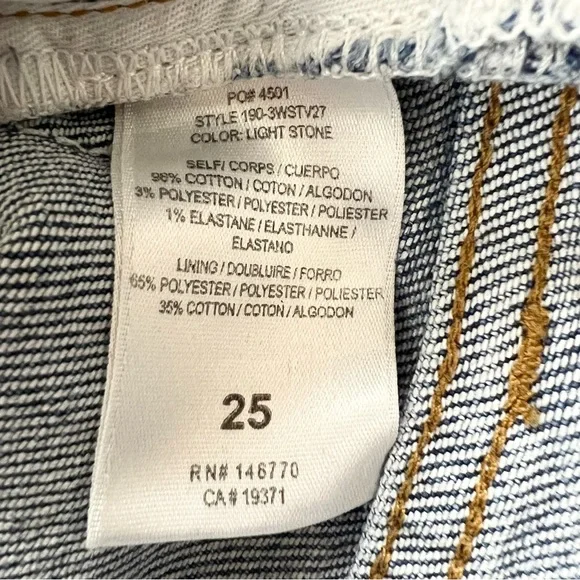 PO# 4501
STYLE 190-3WSTV27
COLOR: LIGHT STONE
SELF / CORPS / CUERPO
96% COTTON / COTON / ALGODON
3% POLYESTER / POLYESTER / POLIESTER
1% ELASTANE / ELASTHANNE /
ELASTANO
LINING / DOUBLUIRE / FORRO
65% POLYESTER / POLYESTER / POLIESTER
35% COTTON / COTON / ALGODON
25
RN# 146770
CA# 19371